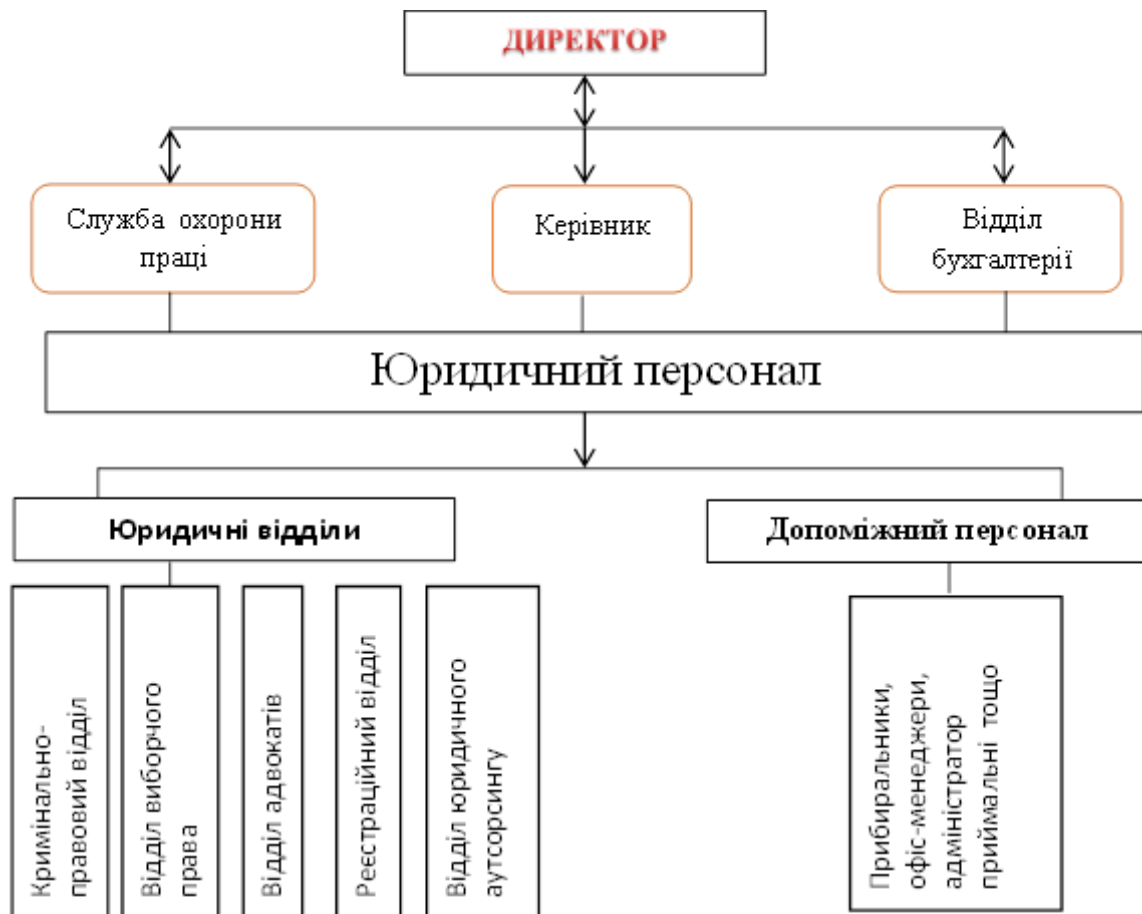 ДИРЕКТОР
Служба охорони
праці
Керівник
Відділ
бухгалтерії
Юридичний персонал
Юридичні відділи
Допоміжний персонал
Кримінально-
правовий відділ
Відділ виборчого
права
Відділ адвокатів
Реєстраційний відділ
Відділ юридичного
аутсорсингу
Прибиральники,
офіс-менеджери,
адміністратор
приймальні тощо